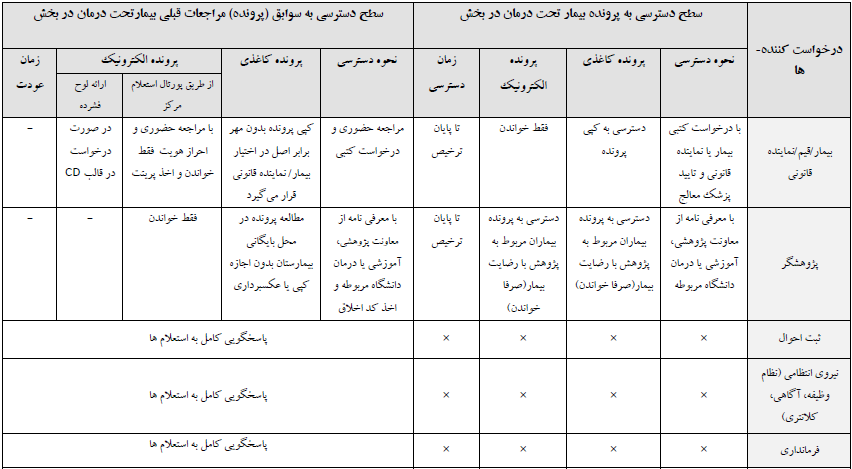 درخواست کننده-
ها
سطح دسترسی به پرونده بیمار تحت درمان در بخش
سطح دسترسی به سوابق (پرونده) مراجعات قبلی بیمارتحت درمان در بخش
نحوه دسترسی
پرونده کاغذی
پرونده
الکترونیک
زمان
دسترسی
نحوه دسترسی
پرونده کاغذی
پرونده الکترونیک
از طریق پورتال استعلام
مرکز
ارائه لوح
فشرده
زمان
عودت
بیمار/قیم/نماینده
قانونی
با درخواست کتبی
بیمار یا نماینده
قانونی و تایید
پزشک معالج
دسترسی به کپی
پرونده
فقط خواندن
تا پایان
ترخیص
مراجعه حضوری و
درخواست کتبی
کپی پرونده بدون مهر
برابر اصل در اختیار
بیمار/ نماینده قانونی
قرار می‌گیرد
با مراجعه حضوری و
احراز هویت فقط
خواندن و اخذ پرینت
در صورت
درخواست
در قالب CD
–
پژوهشگر
با معرفی نامه از
معاونت پژوهشی،
آموزشی یا درمان
دانشگاه مربوطه
دسترسی به پرونده
بیماران مربوط به
پژوهش با رضایت
بیمار(صرفا خواندن)
دسترسی به پرونده
بیماران مربوط به
پژوهش با رضایت
بیمار(صرفا
خواندن)
تا پایان
ترخیص
با معرفی نامه از
معاونت پژوهشی،
آموزشی یا درمان
دانشگاه مربوطه و
اخذ کد اخلاق
مطالعه پرونده در
محل بایگانی
بیمارستان بدون اجازه
کپی یا عکسبرداری
فقط خواندن
–
–
ثبت احوال
×
×
×
×
پاسخگویی کامل به استعلام ها
نیروی انتظامی (نظام
وظیفه، آگاهی،
کلانتری)
×
×
×
×
پاسخگویی کامل به استعلام ها
فرمانداری
×
×
×
×
پاسخگویی کامل به استعلام ها